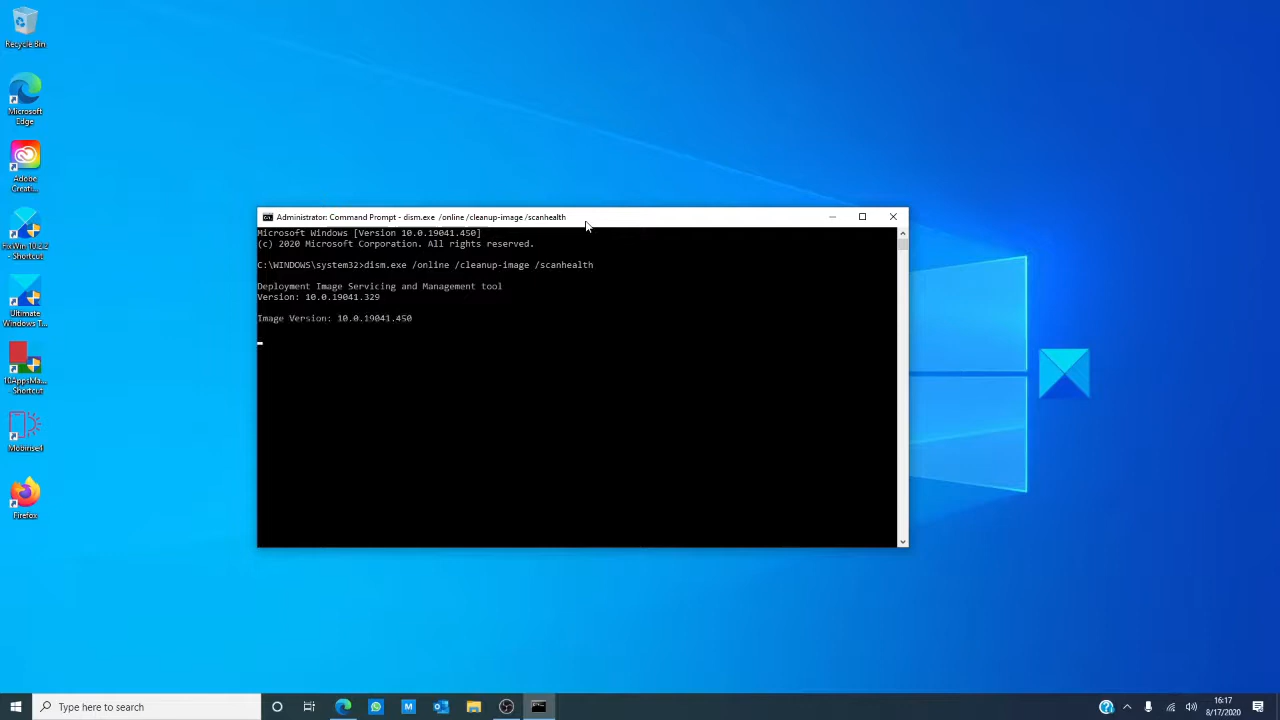 Recycle Bin
Microsoft
Edge
Adobe
Creati...
FixWin 10.2.2
- Shortcut
Ultimate
Windows T...
10AppsMa...
- Shortcut
Mobirise4
Firefox
Administrator: Command Prompt - dism.exe  /online /cleanup-image /scanhealth
Microsoft Windows [Version 10.0.19041.450]
(c) 2020 Microsoft Corporation. All rights reserved.
C:\WINDOWS\system32>dism.exe /online /cleanup-image /scanhealth
Deployment Image Servicing and Management tool
Version: 10.0.19041.329
Image Version: 10.0.19041.450
Type here to search
16:17
8/17/2020